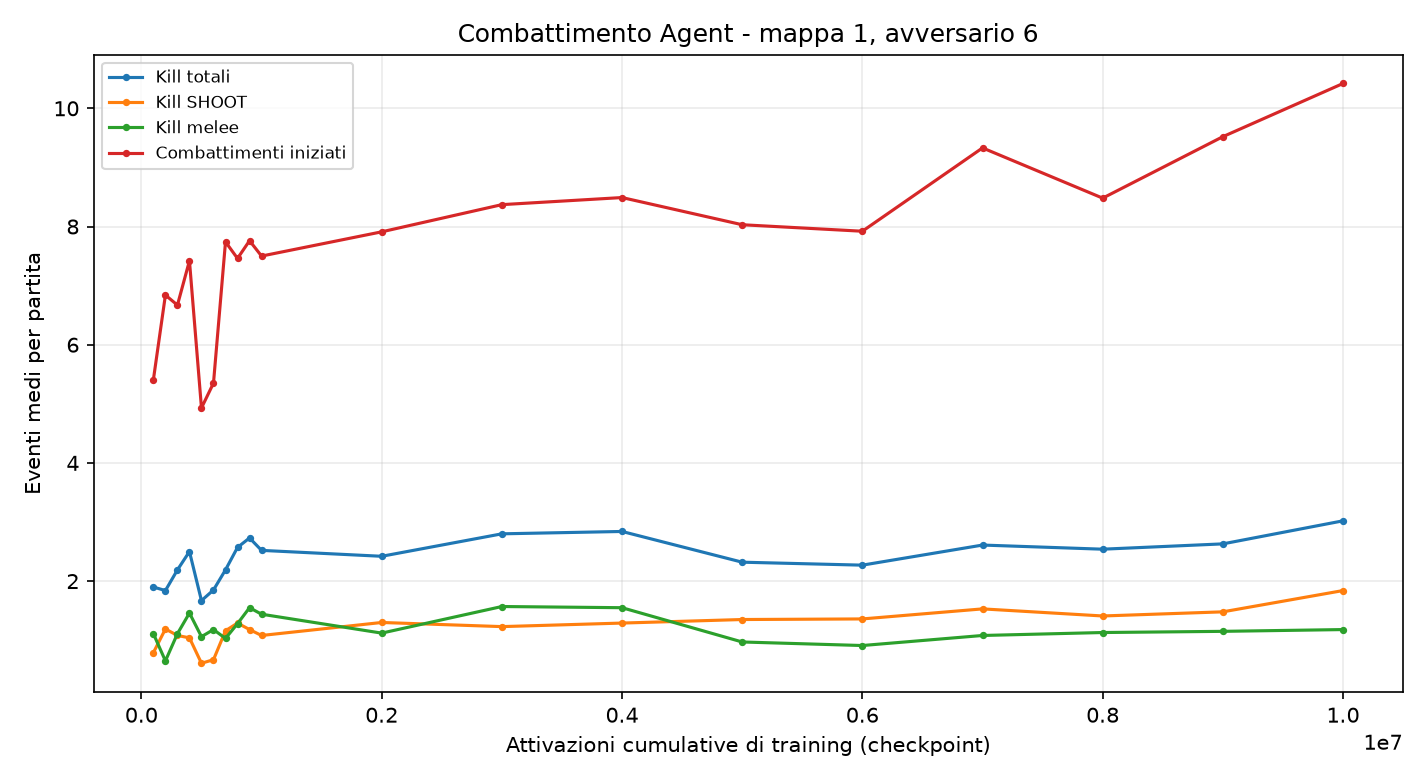 Combattimento Agent - mappa 1, avversario 6
Kill totali
Kill SHOOT
Kill melee
Combattimenti iniziati
Eventi medi per partita
10
8
6
4
2
0.0 0.2 0.4 0.6 0.8 1.0
1e7
Attivazioni cumulative di training (checkpoint)